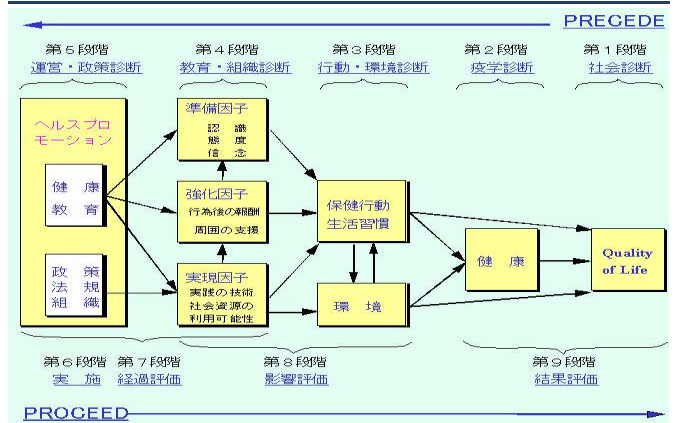 PRECEDE
第5段階 第4段階 第3段階 第2段階 第1段階
運営・政策診断 教育・組織診断 行動・環境診断 疫学診断 社会診断
ヘルスプロ
モーション
健康
教育
政策
法規
組織
準備因子
認識
態度
信念
強化因子
行為後の報酬
周囲の支援
実現因子
実践の技術
社会資源の
利用可能性
保健行動
生活習慣
環境
健康
Quality
of Life
第6段階 第7段階 第8段階 第9段階
実施 経過評価 影響評価 結果評価
PROCEED